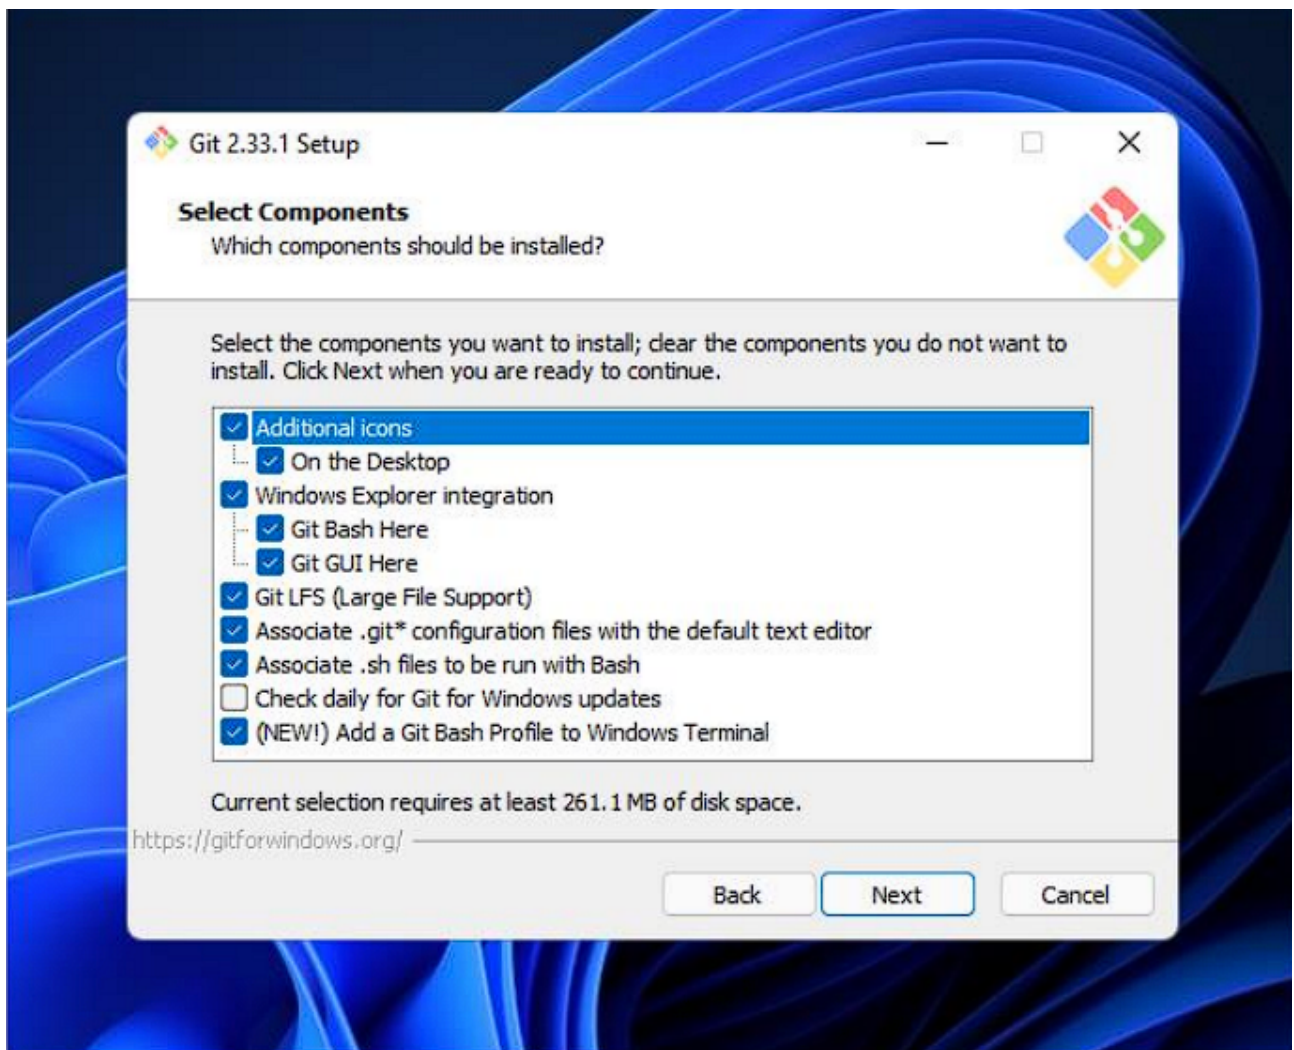 Git 2.33.1 Setup
Select Components
Which components should be installed?
Select the components you want to install; clear the components you do not want to
install. Click Next when you are ready to continue.
Additional icons
On the Desktop
Windows Explorer integration
Git Bash Here
Git GUI Here
Git LFS (Large File Support)
Associate .git* configuration files with the default text editor
Associate .sh files to be run with Bash
Check daily for Git for Windows updates
(NEW!) Add a Git Bash Profile to Windows Terminal
Current selection requires at least 261.1 MB of disk space.
https://gitforwindows.org/
Back Next Cancel